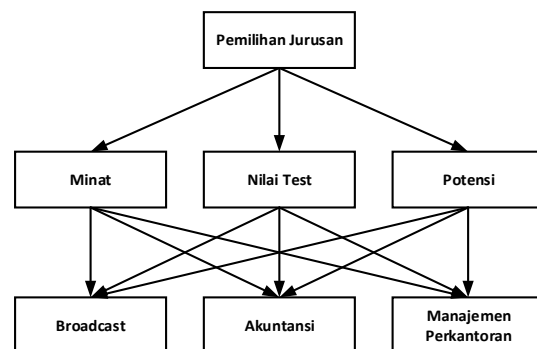 Pemilihan Jurusan
Minat
Nilai Test
Potensi
Broadcast
Akuntansi
Manajemen
Perkantoran